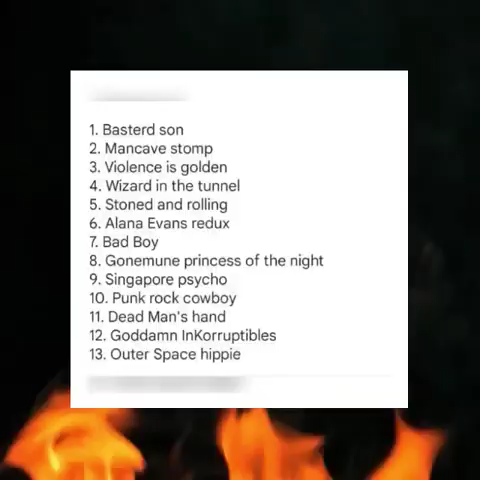 1. Basterd son
2. Mancave stomp
3. Violence is golden
4. Wizard in the tunnel
5. Stoned and rolling
6. Alana Evans redux
7. Bad Boy
8. Gonemune princess of the night
9. Singapore psycho
10. Punk rock cowboy
11. Dead Man's hand
12. Goddamn InKorruptibles
13. Outer Space hippie